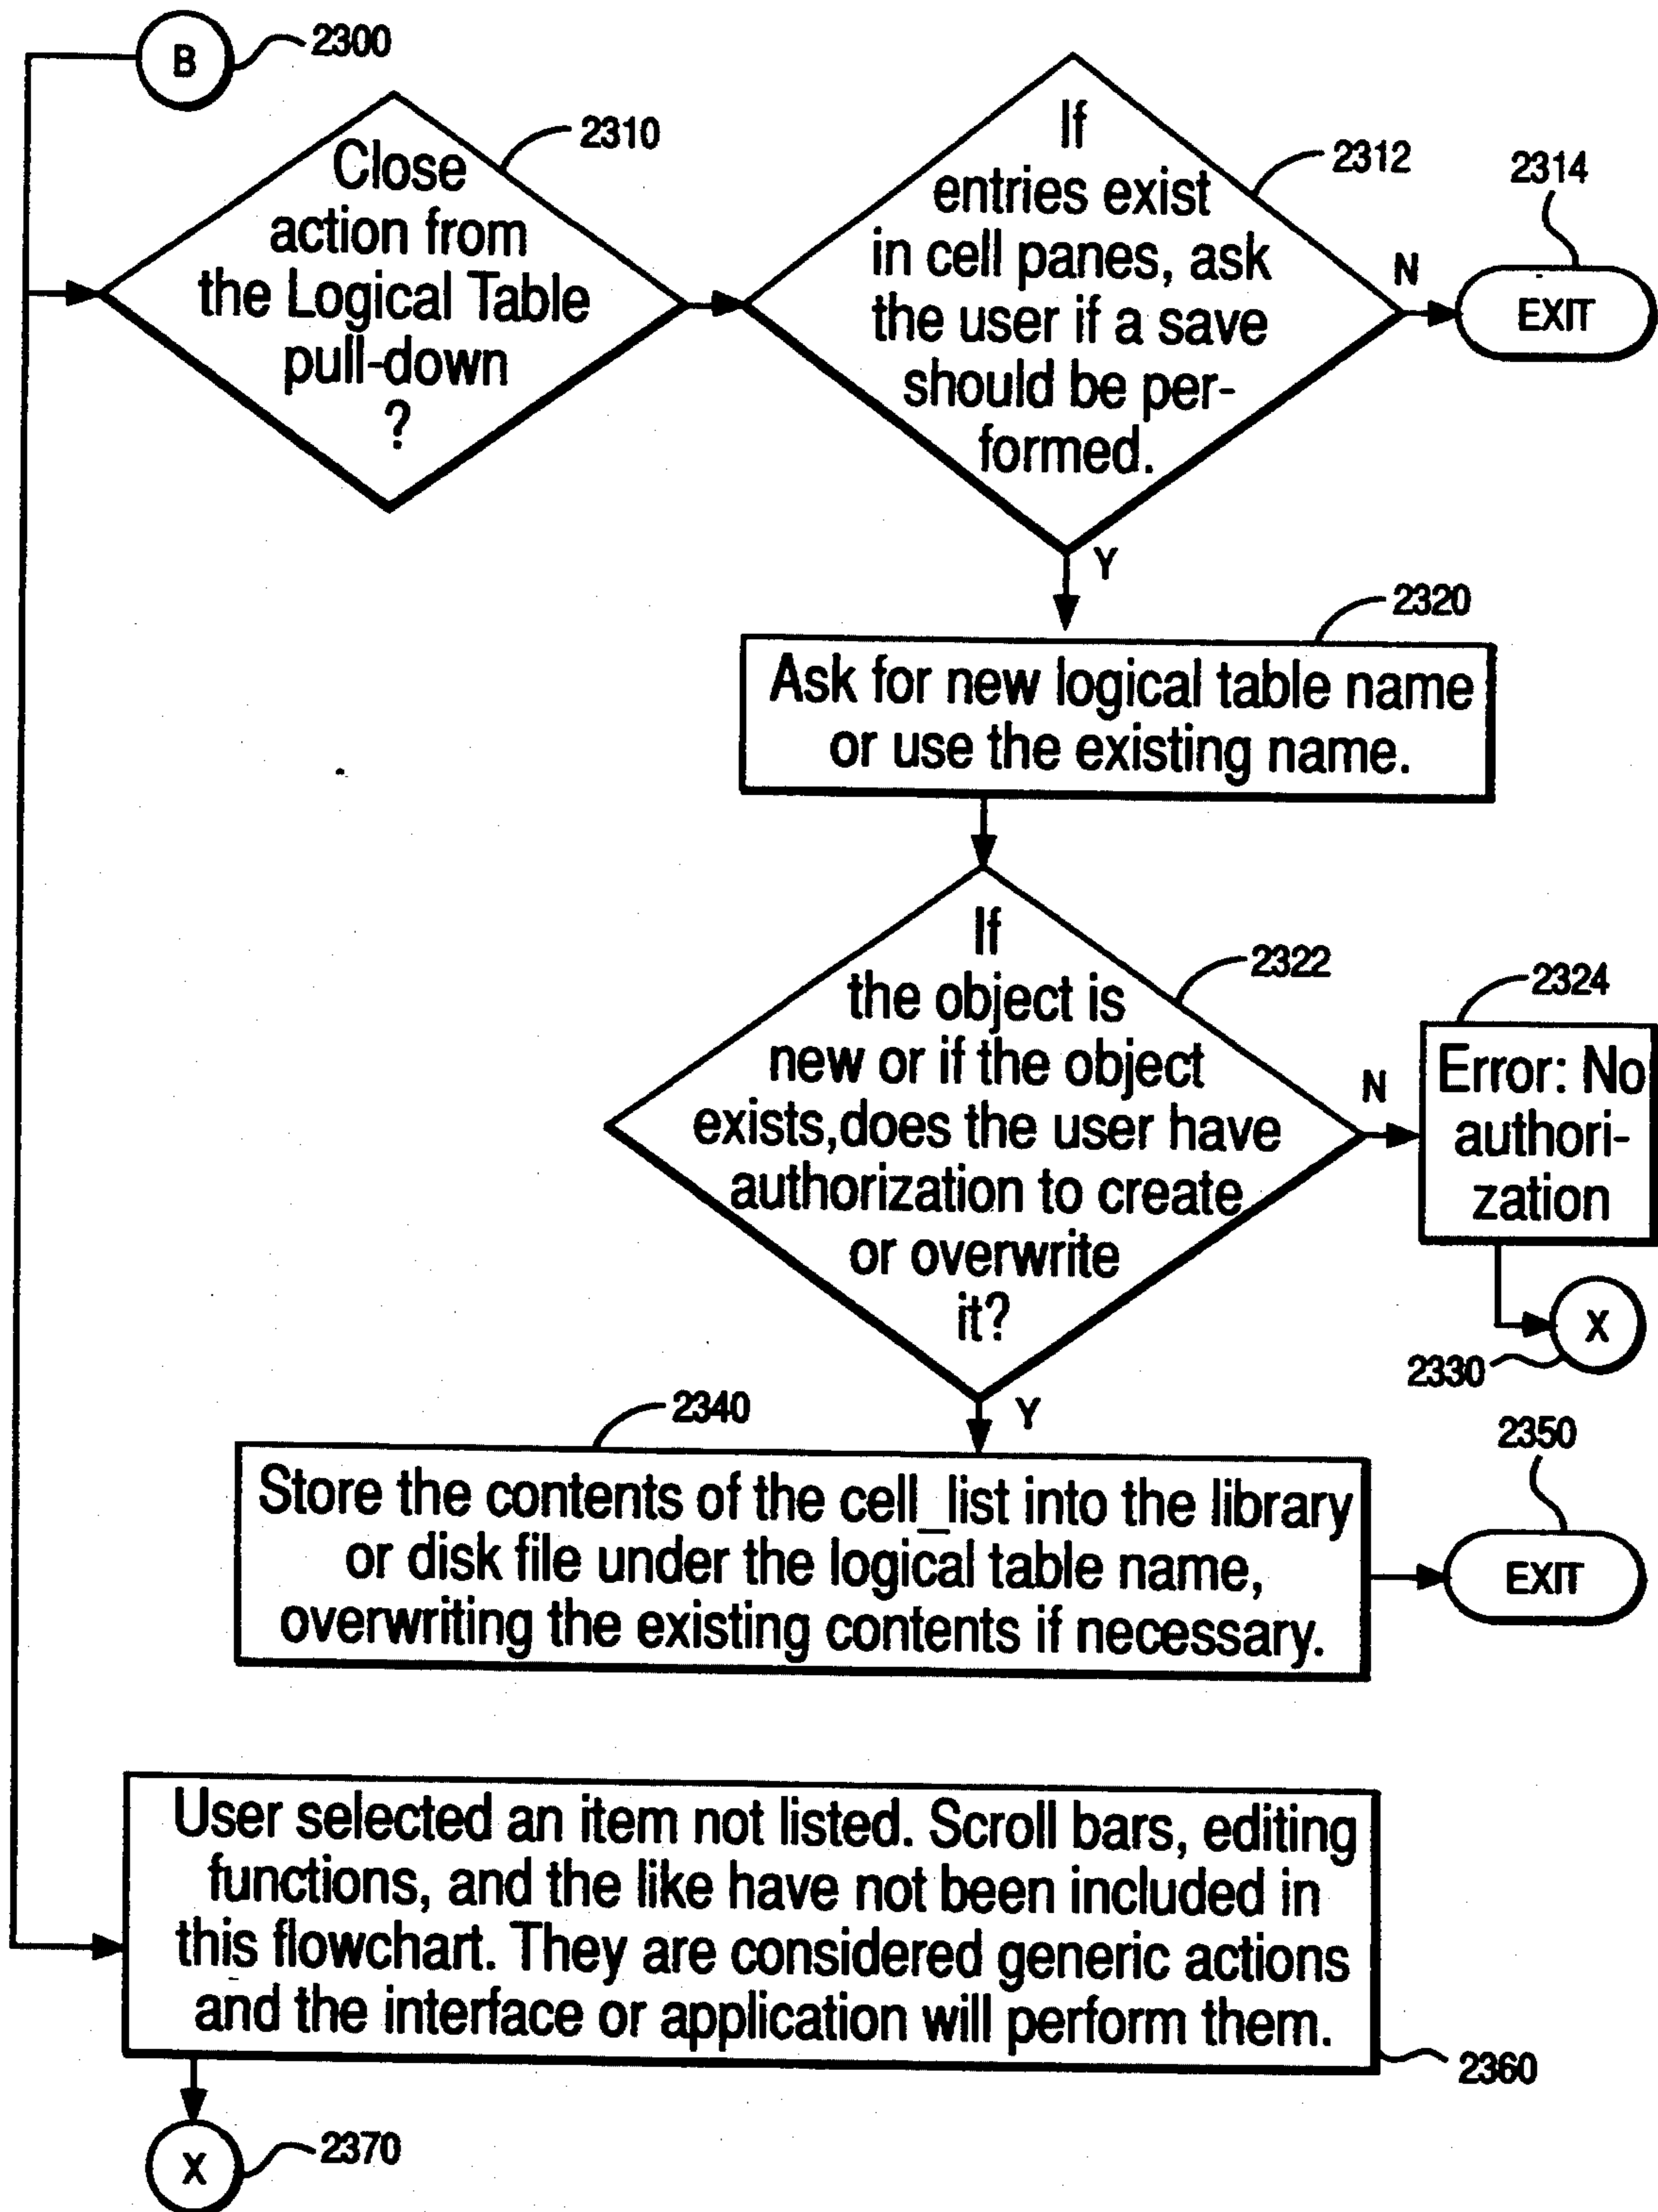 B
2300
Close
action from
the Logical Table
pull-down
?
2310
If
entries exist
in cell panes, ask
the user if a save
should be per-
formed.
2312
N
2314
EXIT
Y
2320
Ask for new logical table name
or use the existing name.
If
the object is
new or if the object
exists,does the user have
authorization to create
or overwrite
it?
2322
N
2324
Error: No
authori-
zation
X
2330
Y
2340
Store the contents of the cell_list into the library
or disk file under the logical table name,
overwriting the existing contents if necessary.
2350
EXIT
User selected an item not listed. Scroll bars, editing
functions, and the like have not been included in
this flowchart. They are considered generic actions
and the interface or application will perform them.
2360
X
2370